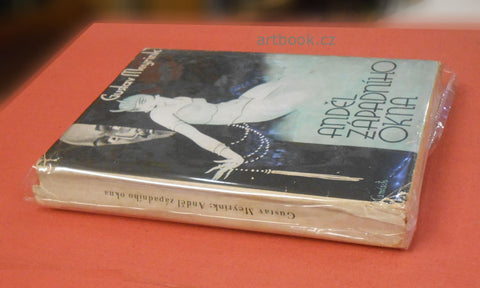 artbook.cz
Gustav Meyrink
ANDĚL
ZÁPADNÍHO
OKNA
Gustav Meyrink: Anděl západního okna